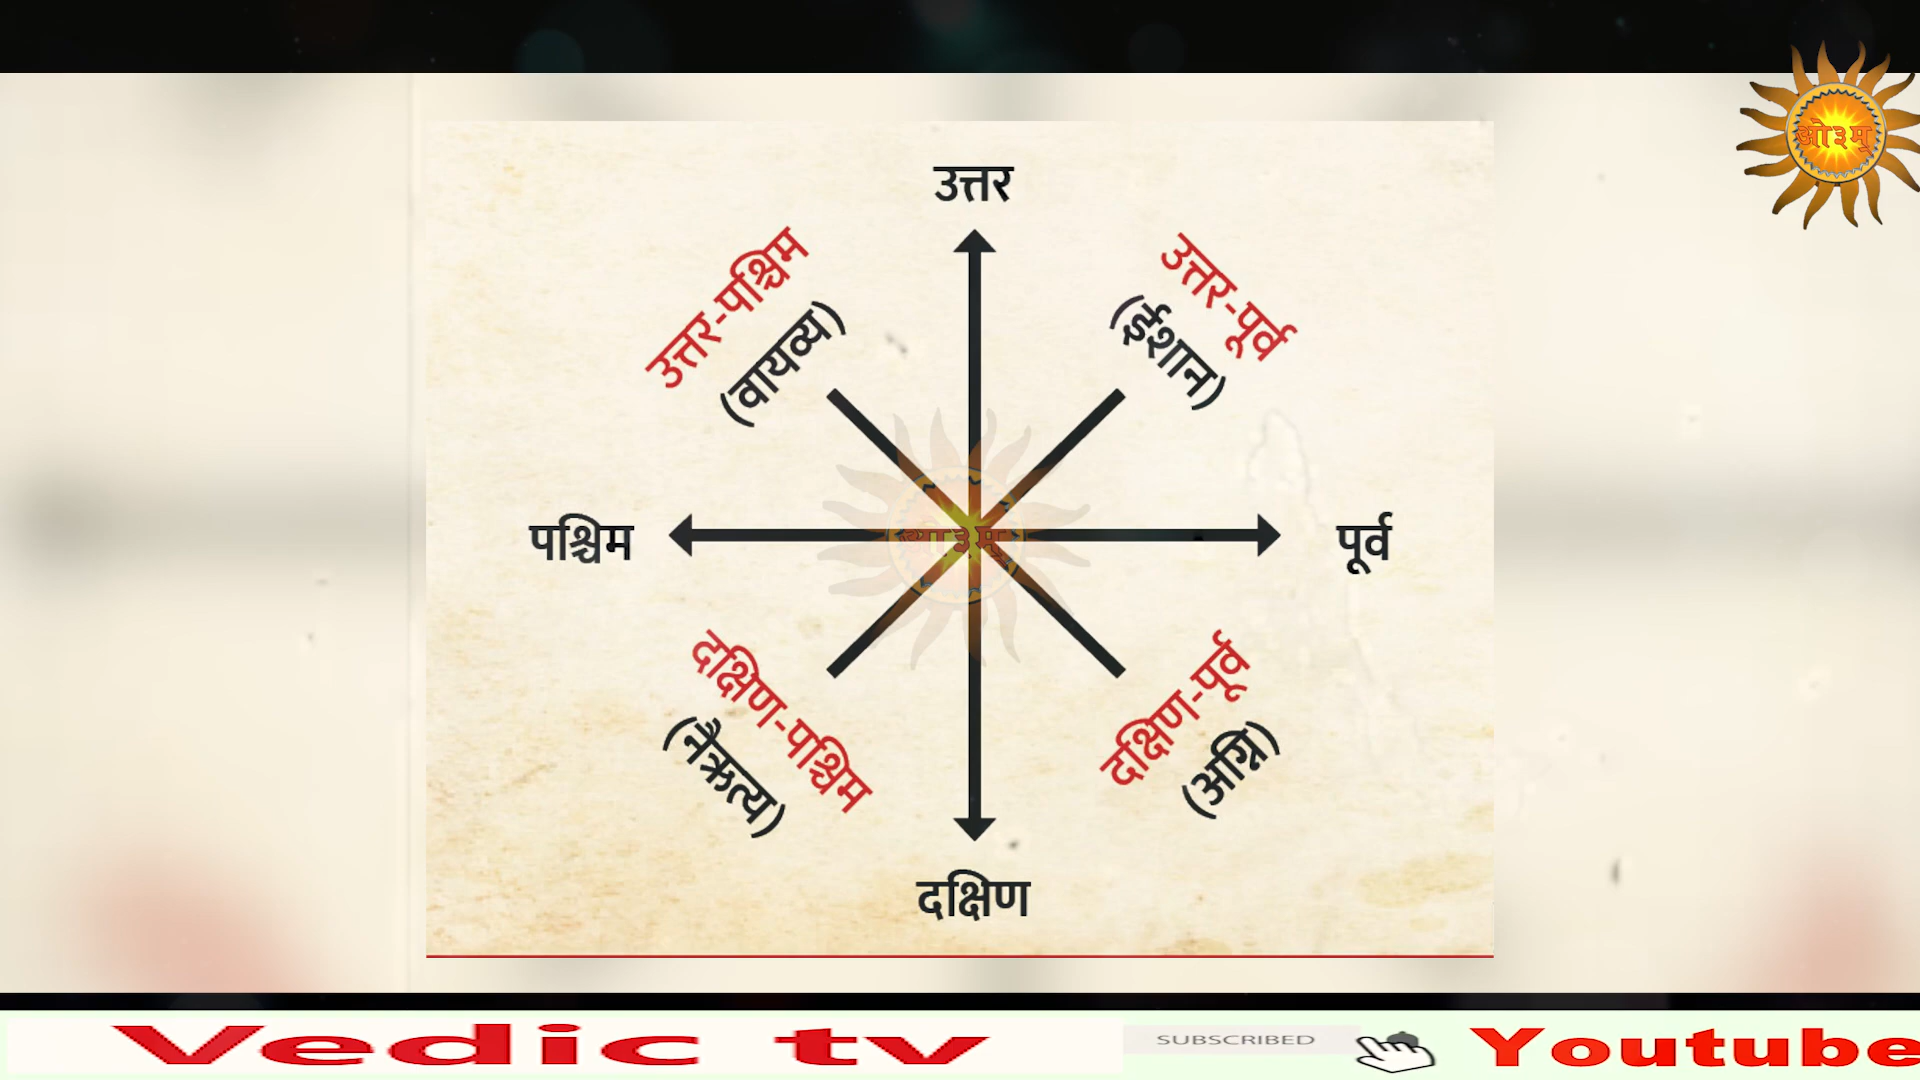 ओ३म्
उत्तर
उत्तर-पश्चिम
(वायव्य)
उत्तर-पूर्व
(ईशान)
पश्चिम
ओ३म्
पूर्व
दक्षिण-पश्चिम
(नैऋत्य)
दक्षिण-पूर्व
(अग्नि)
दक्षिण
Vedic tv
SUBSCRIBED
Youtube